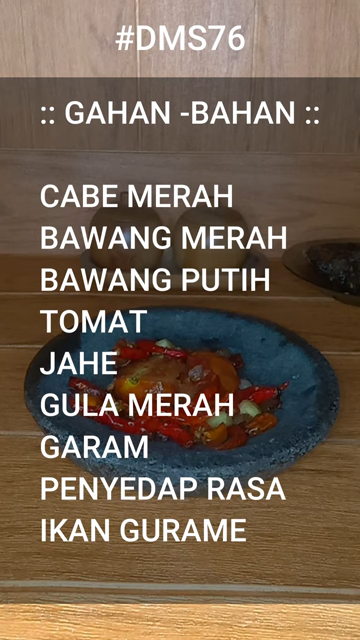 #DMS76
:: GAHAN -BAHAN ::
CABE MERAH
BAWANG MERAH
BAWANG PUTIH
TOMAT
JAHE
GULA MERAH
GARAM
PENYEDAP RASA
IKAN GURAME